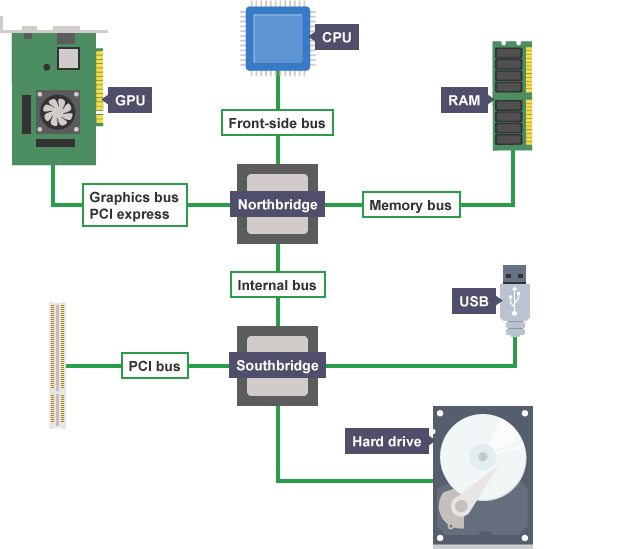 CPU
GPU
RAM
Front-side bus
Graphics bus
PCI express
Northbridge
Memory bus
Internal bus
USB
PCI bus
Southbridge
Hard drive